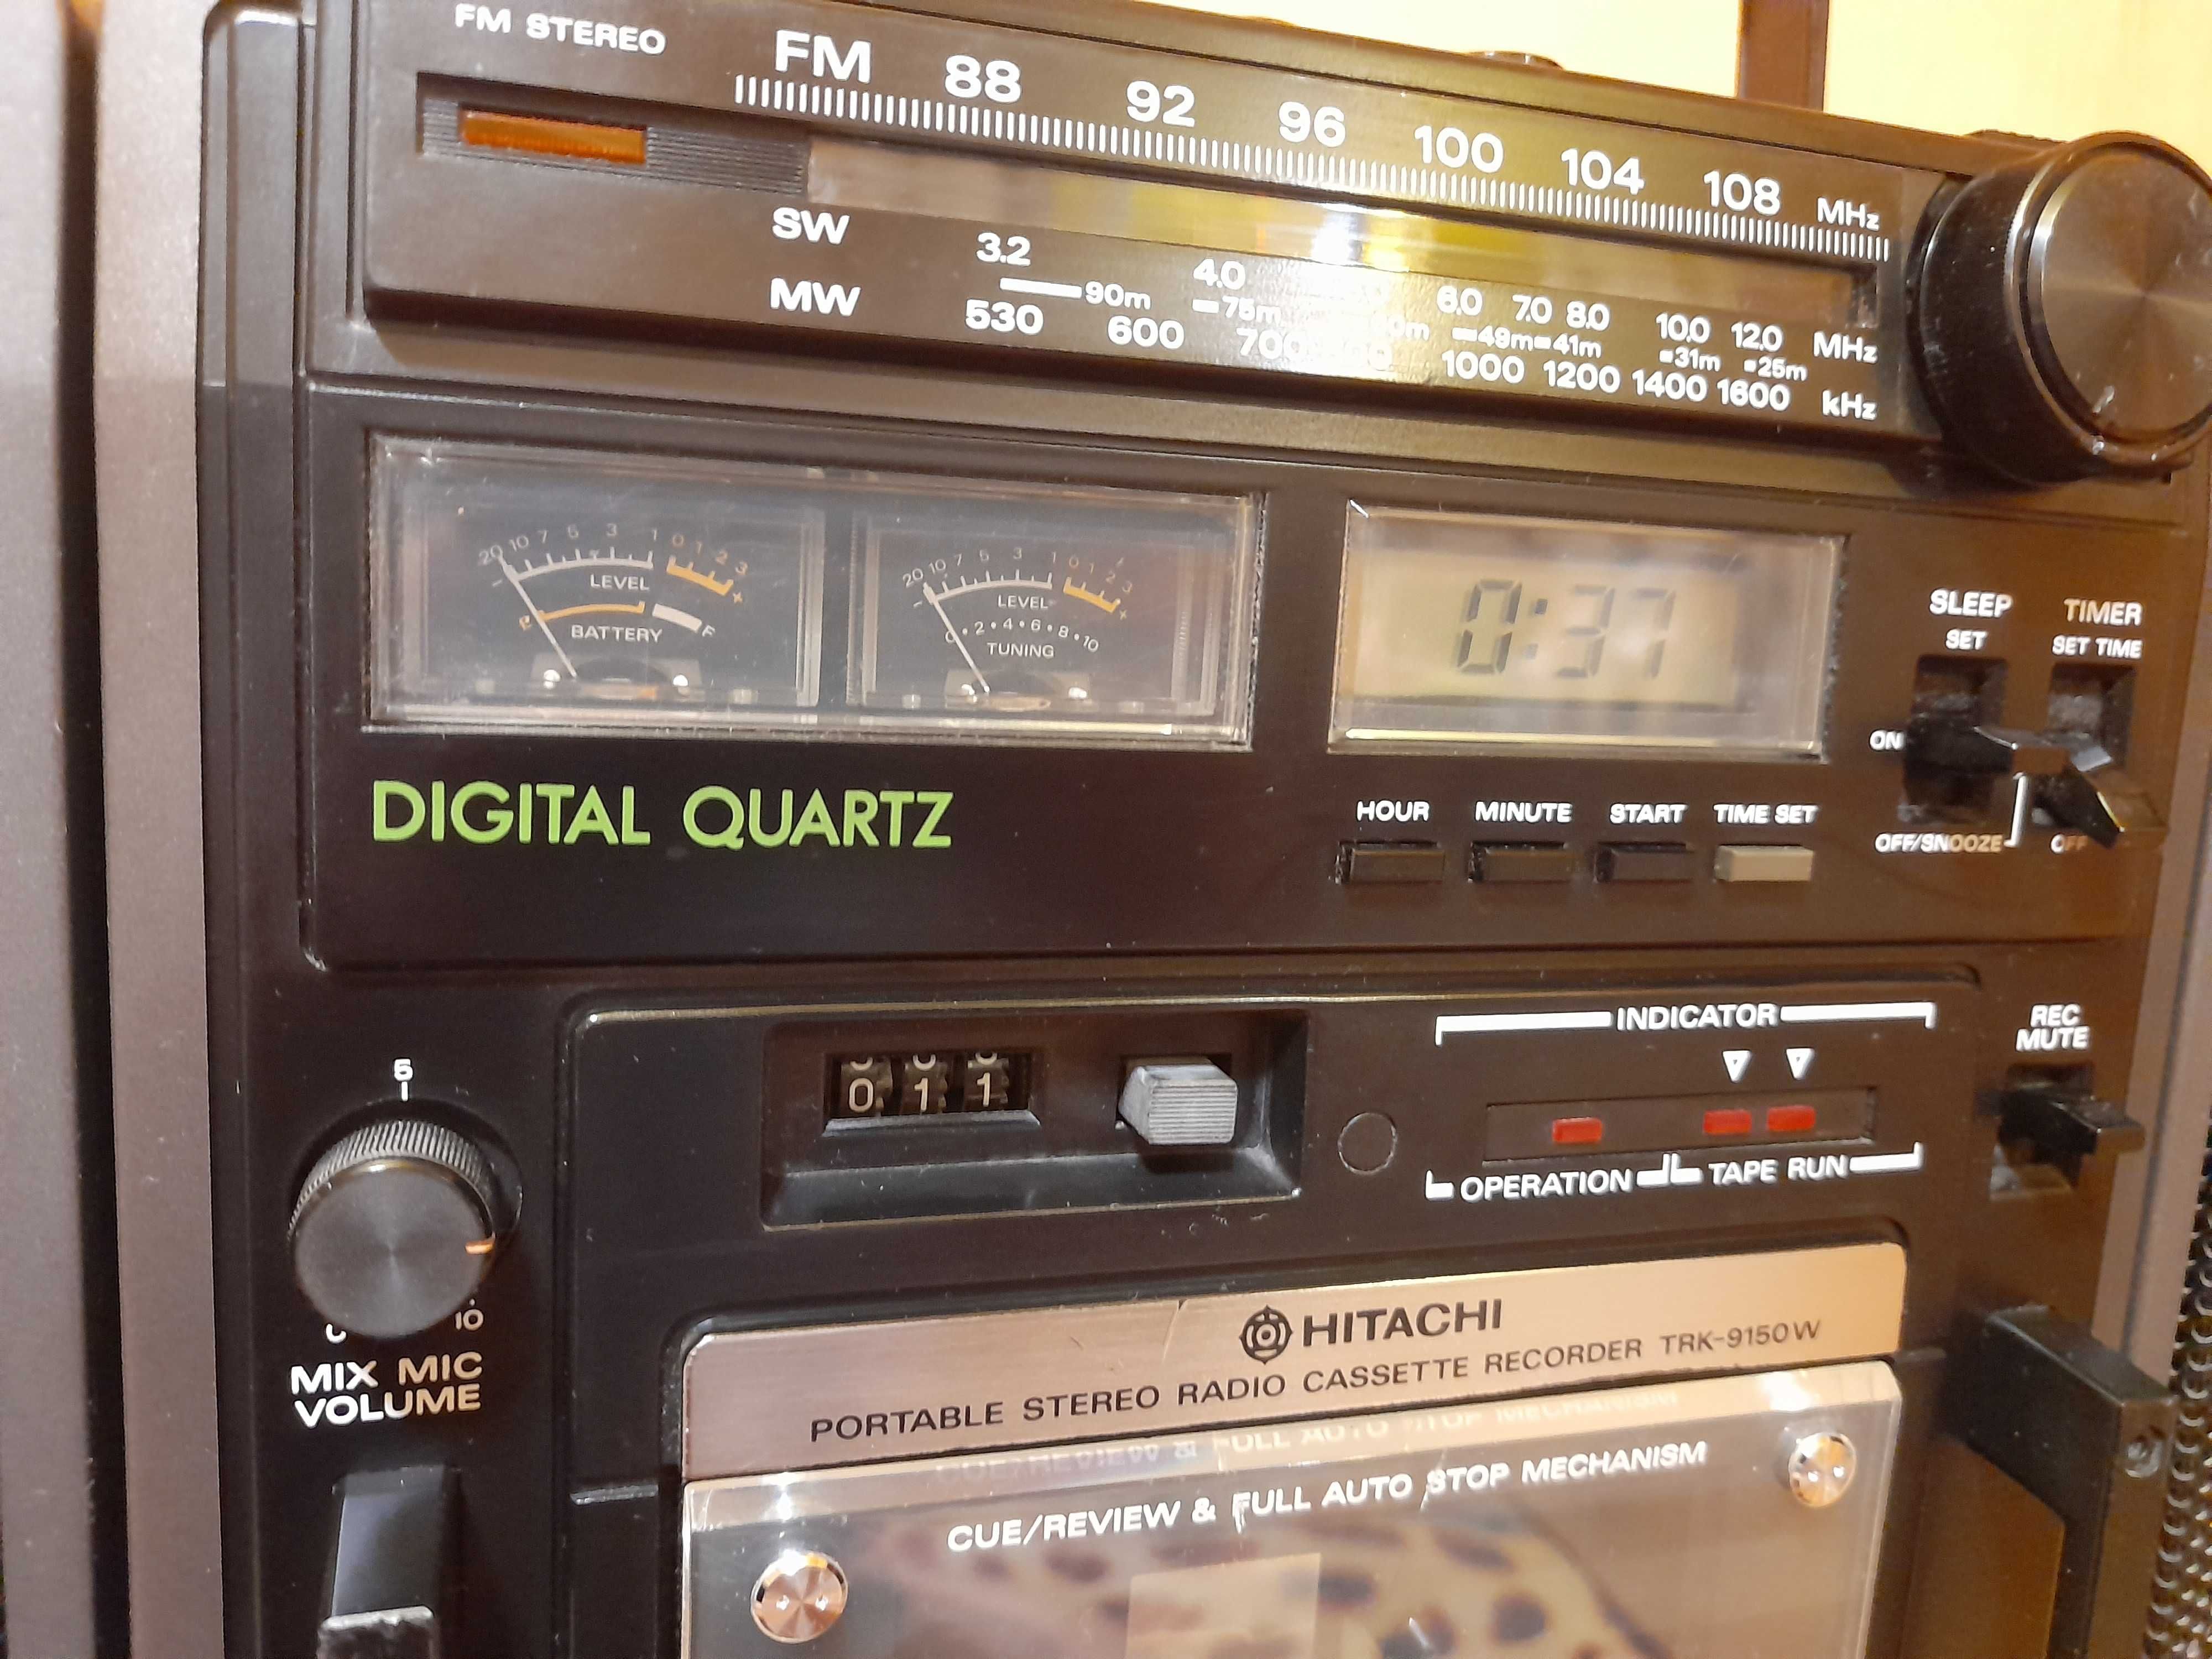 FM STEREO
FM 88 92 96 100 104 108 MHz
SW 3.2 4.0 6.0 7.0 8.0 10.0 12.0 MHz
90m 75m 49m 41m 31m 25m
MW 530 600 700 1000 1200 1400 1600 kHz
20 10 7 5 3 1 0 1 2 3
- LEVEL +
BATTERY F
20 10 7 5 3 1 0 1 2 3
- LEVEL +
0 • 2 • 4 • 6 • 8 • 10
TUNING
0:37
SLEEP
SET
ON
OFF/SNOOZE
TIMER
SET TIME
OFF
DIGITAL QUARTZ
HOUR MINUTE START TIME SET
INDICATOR
OPERATION TAPE RUN
REC
MUTE
011
5
10
MIX MIC
VOLUME
HITACHI
PORTABLE STEREO RADIO CASSETTE RECORDER TRK-9150W
CUE/REVIEW & FULL AUTO STOP MECHANISM